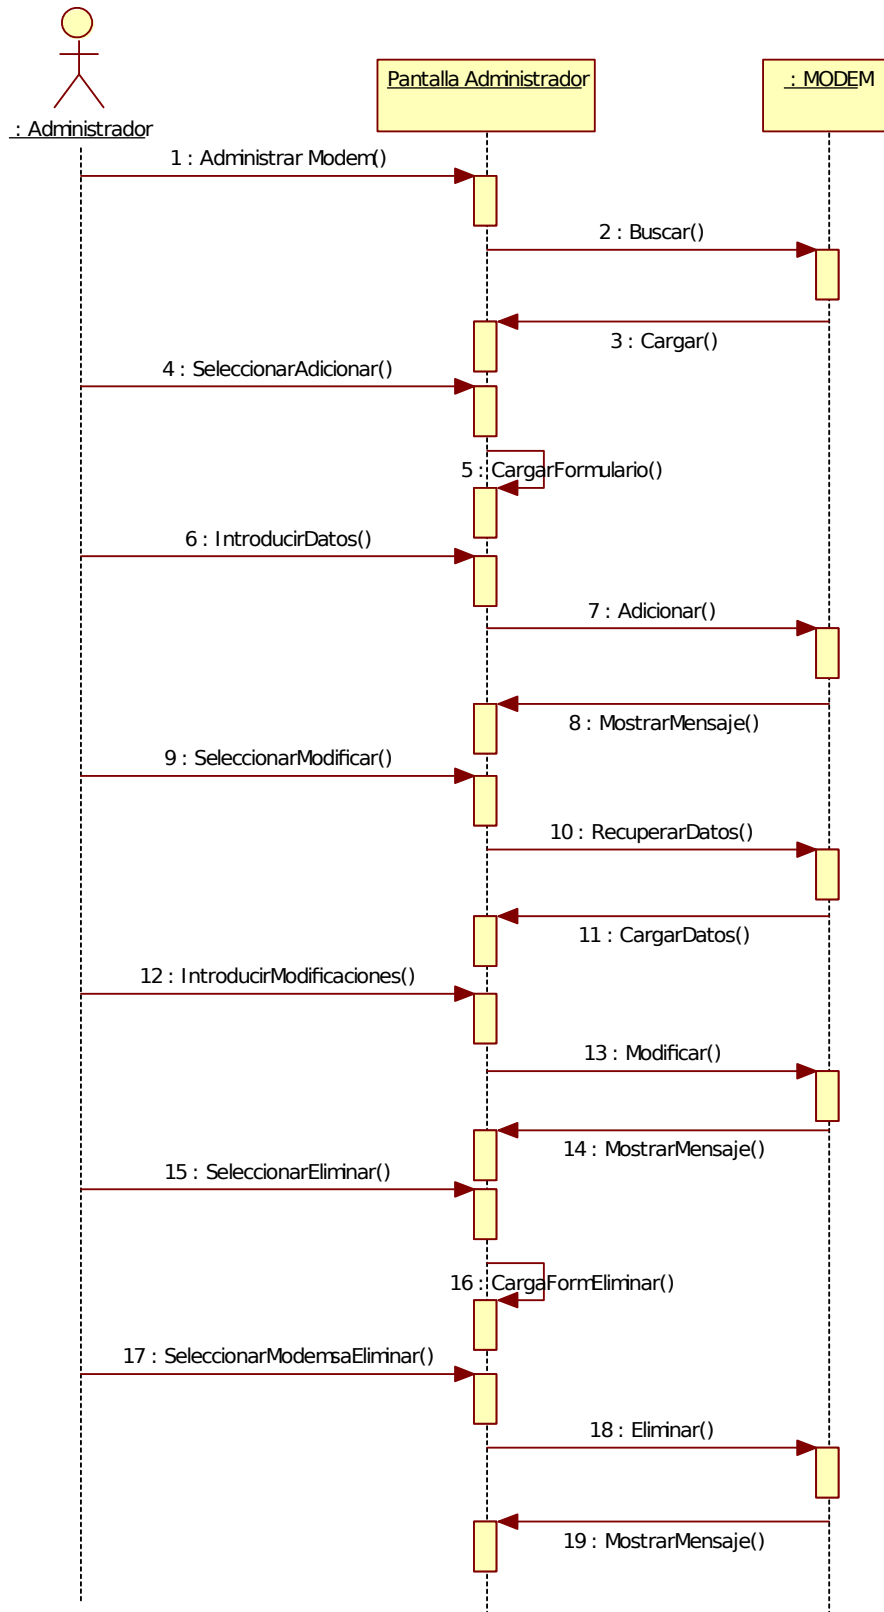 : Administrador
Pantalla Administrador
: MODEM
1 : Administrar Modem()
2 : Buscar()
3 : Cargar()
4 : SeleccionarAdicionar()
5 : CargarFormulario()
6 : IntroducirDatos()
7 : Adicionar()
8 : MostrarMensaje()
9 : SeleccionarModificar()
10 : RecuperarDatos()
11 : CargarDatos()
12 : IntroducirModificaciones()
13 : Modificar()
14 : MostrarMensaje()
15 : SeleccionarEliminar()
16 : CargaFormEliminar()
17 : SeleccionarModemsaEliminar()
18 : Eliminar()
19 : MostrarMensaje()